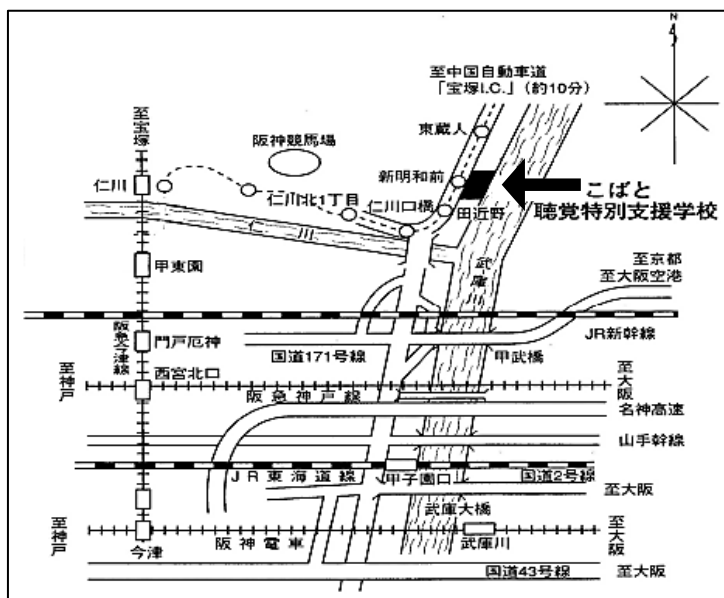 N
至中国自動車道
「宝塚I.C.」(約10分)
至宝塚
東蔵人
阪神競馬場
新明和前
仁川
仁川北1丁目
仁川口橋
田近野
こばと
聴覚特別支援学校
仁川
武庫川
甲東園
至京都
至大阪空港
JR新幹線
阪急今津線
門戸厄神
国道171号線
甲武橋
至神戸
西宮北口
阪急神戸線
至大阪
名神高速
山手幹線
JR東海道線
甲子園口
国道2号線
至大阪
武庫大橋
至神戸
今津
阪神電車
武庫川
至大阪
国道43号線
至大阪